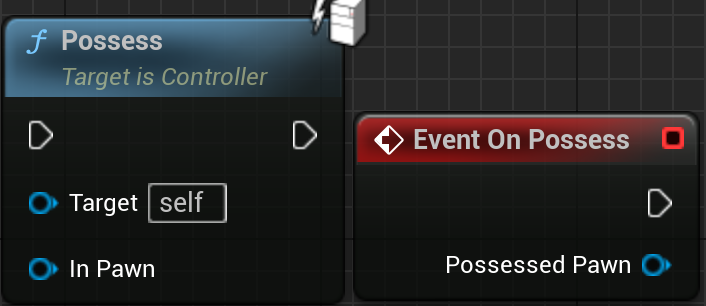 f Possess
Target is Controller
Target self
In Pawn
Event On Possess
Possessed Pawn